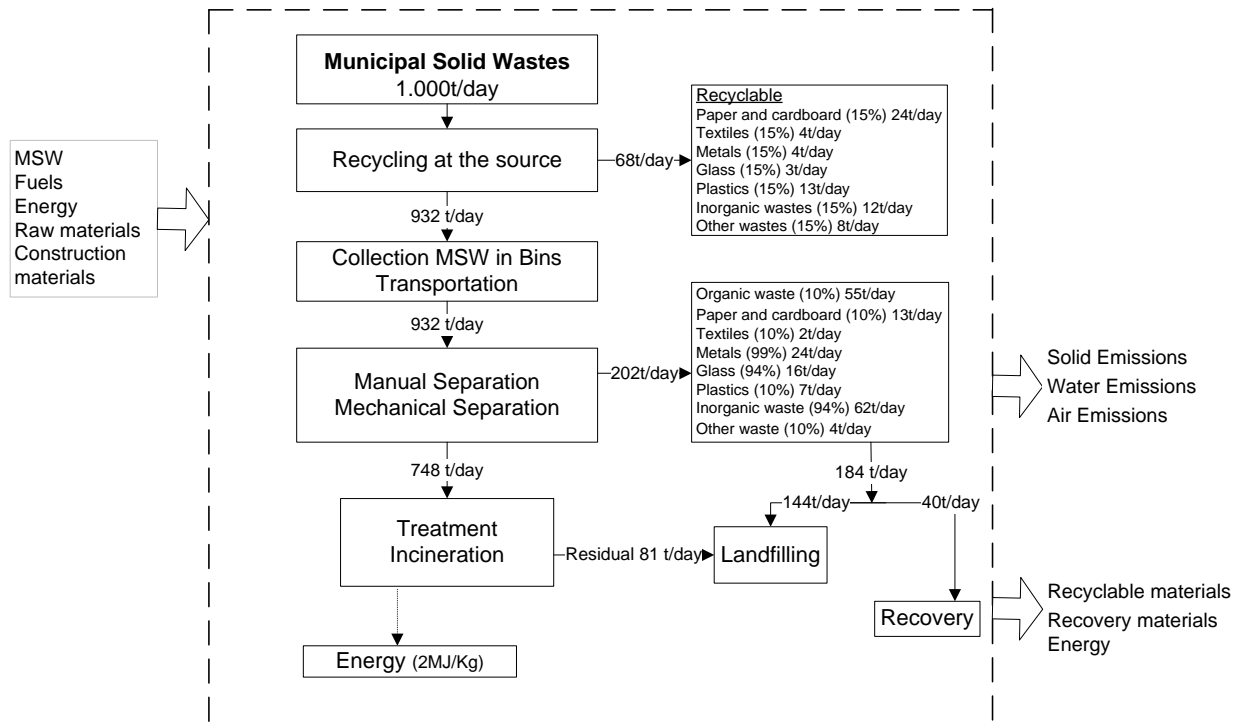 Municipal Solid Wastes
1.000t/day
MSW
Fuels
Energy
Raw materials
Construction
materials
Recycling at the source
68t/day
Recyclable
Paper and cardboard (15%) 24t/day
Textiles (15%) 4t/day
Metals (15%) 4t/day
Glass (15%) 3t/day
Plastics (15%) 13t/day
Inorganic wastes (15%) 12t/day
Other wastes (15%) 8t/day
932 t/day
Collection MSW in Bins
Transportation
932 t/day
Manual Separation
Mechanical Separation
202t/day
Organic waste (10%) 55t/day
Paper and cardboard (10%) 13t/day
Textiles (10%) 2t/day
Metals (99%) 24t/day
Glass (94%) 16t/day
Plastics (10%) 7t/day
Inorganic waste (94%) 62t/day
Other waste (10%) 4t/day
Solid Emissions
Water Emissions
Air Emissions
748 t/day
184 t/day
144t/day
40t/day
Treatment
Incineration
Residual 81 t/day
Landfilling
Recovery
Recyclable materials
Recovery materials
Energy
Energy (2MJ/Kg)